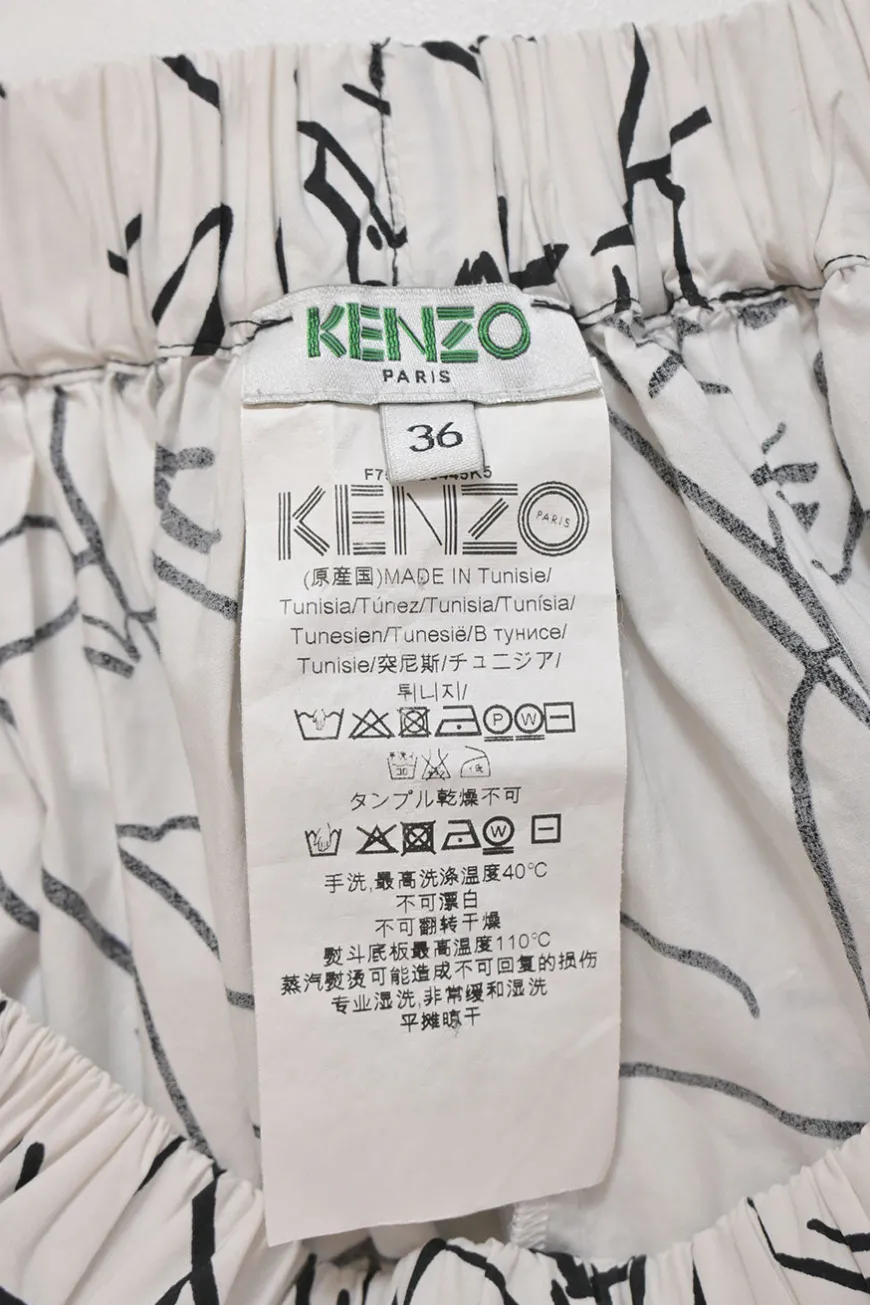 KENZO
PARIS
36
KENZO
PARIS
(原産国)MADE IN Tunisie/
Tunisia/Túnez/Tunisia/Tunísia/
Tunesien/Tunesië/В тунисе/
Tunisie/突尼斯/チュニジア/
튀니지/
P W
タンプル乾燥不可
W
手洗,最高洗涤温度40°C
不可漂白
不可翻转干燥
熨斗底板最高温度110°C
蒸汽熨烫可能造成不可回复的损伤
专业湿洗,非常缓和湿洗
平摊晾干